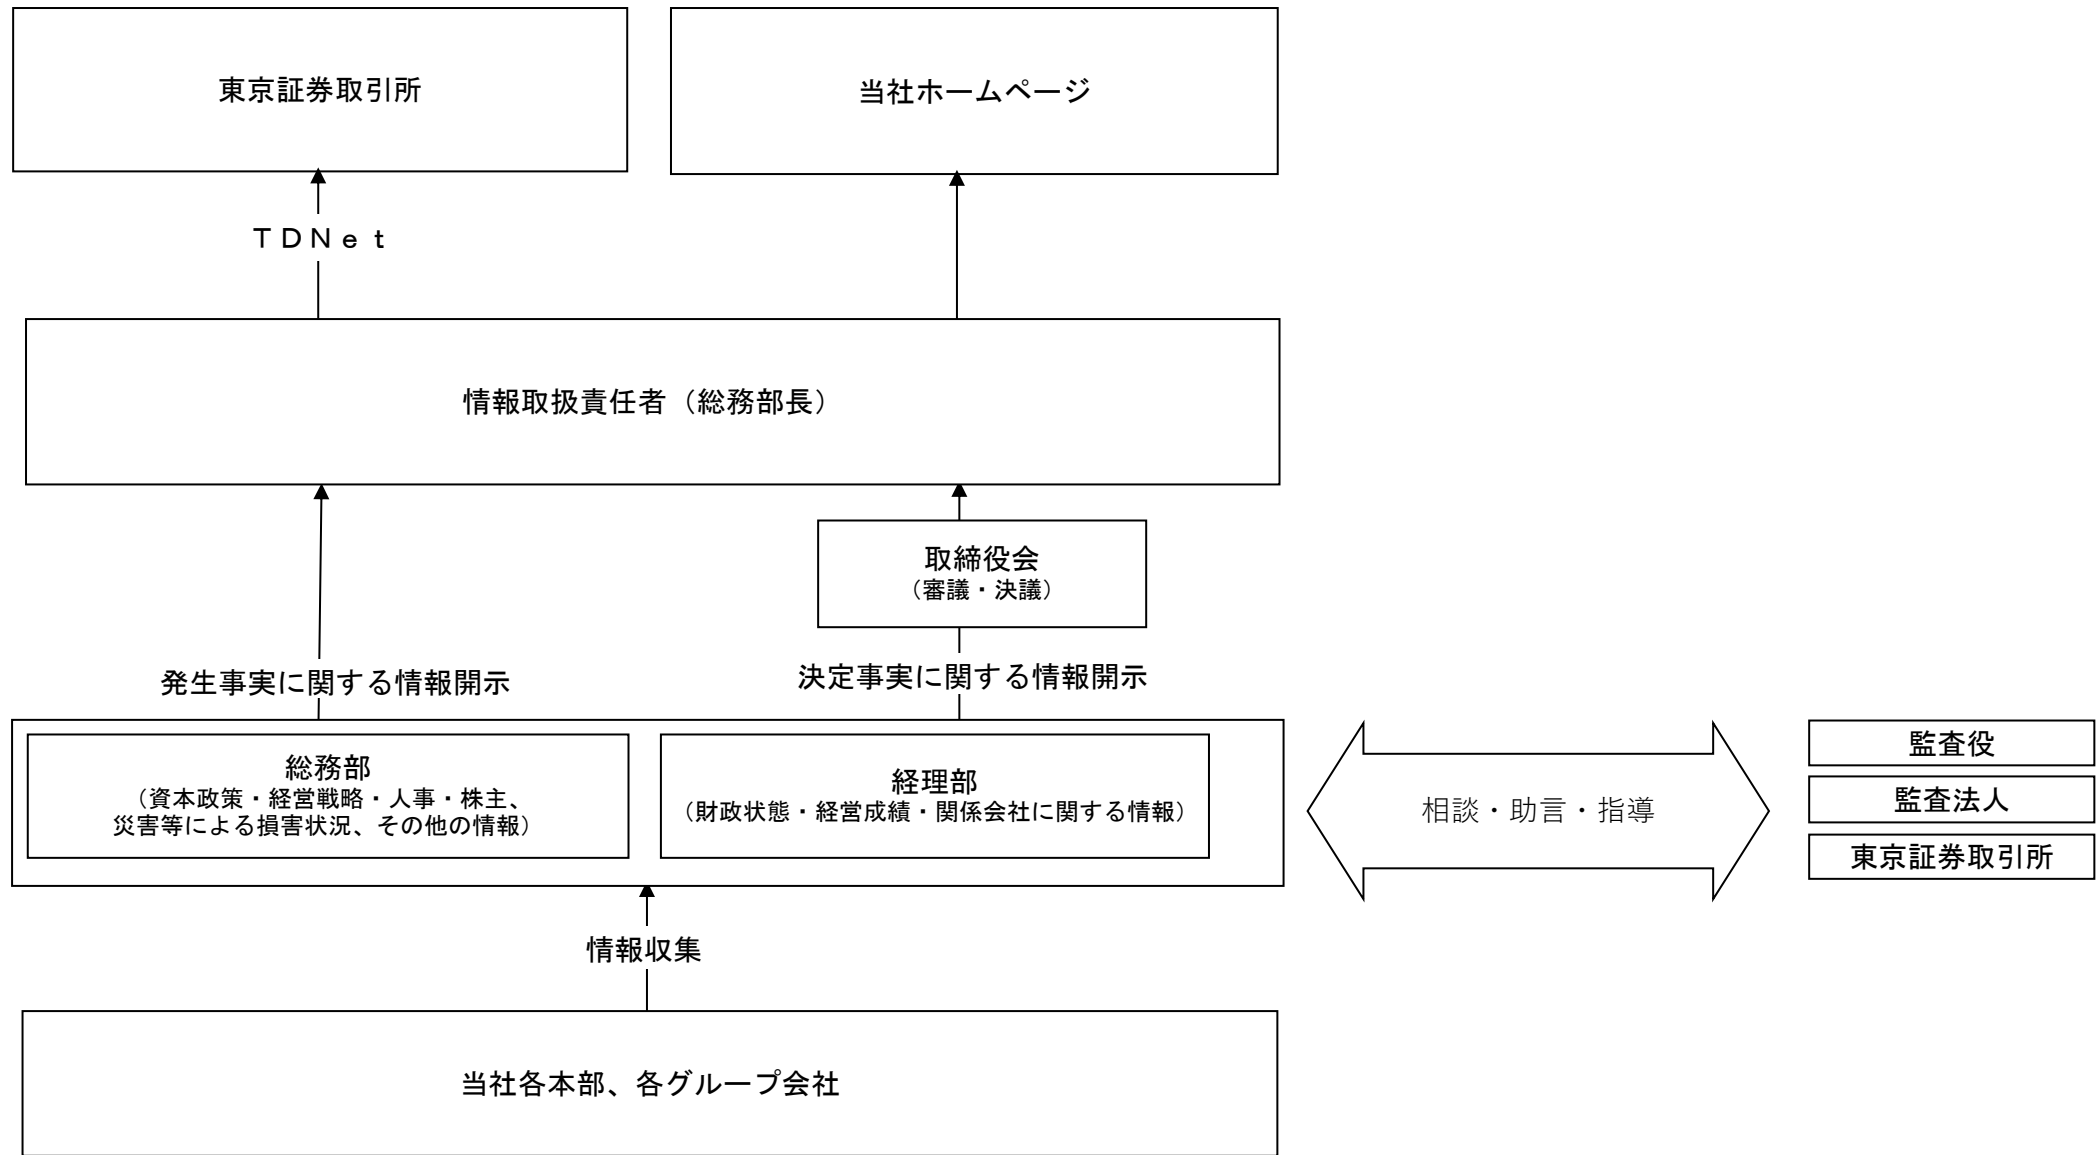 東京証券取引所
当社ホームページ
ＴＤＮｅｔ
情報取扱責任者（総務部長）
取締役会
（審議・決議）
発生事実に関する情報開示
決定事実に関する情報開示
総務部
（資本政策・経営戦略・人事・株主、
災害等による損害状況、その他の情報）
経理部
（財政状態・経営成績・関係会社に関する情報）
相談・助言・指導
監査役
監査法人
東京証券取引所
情報収集
当社各本部、各グループ会社